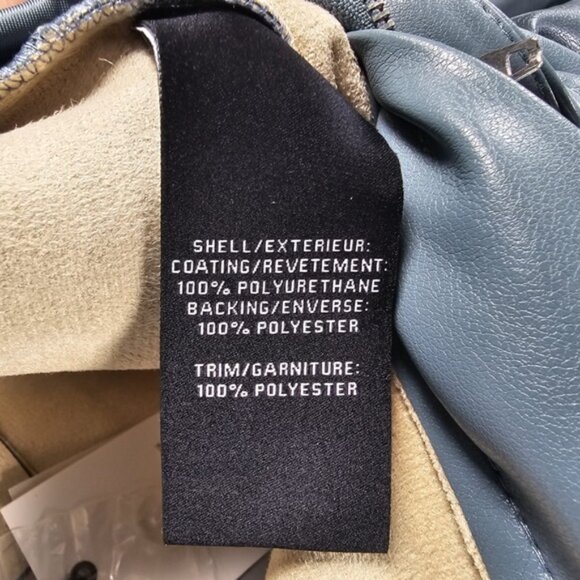 SHELL/EXTERIEUR:
COATING/REVETEMENT:
100% POLYURETHANE
BACKING/ENVERSE:
100% POLYESTER
TRIM/GARNITURE:
100% POLYESTER